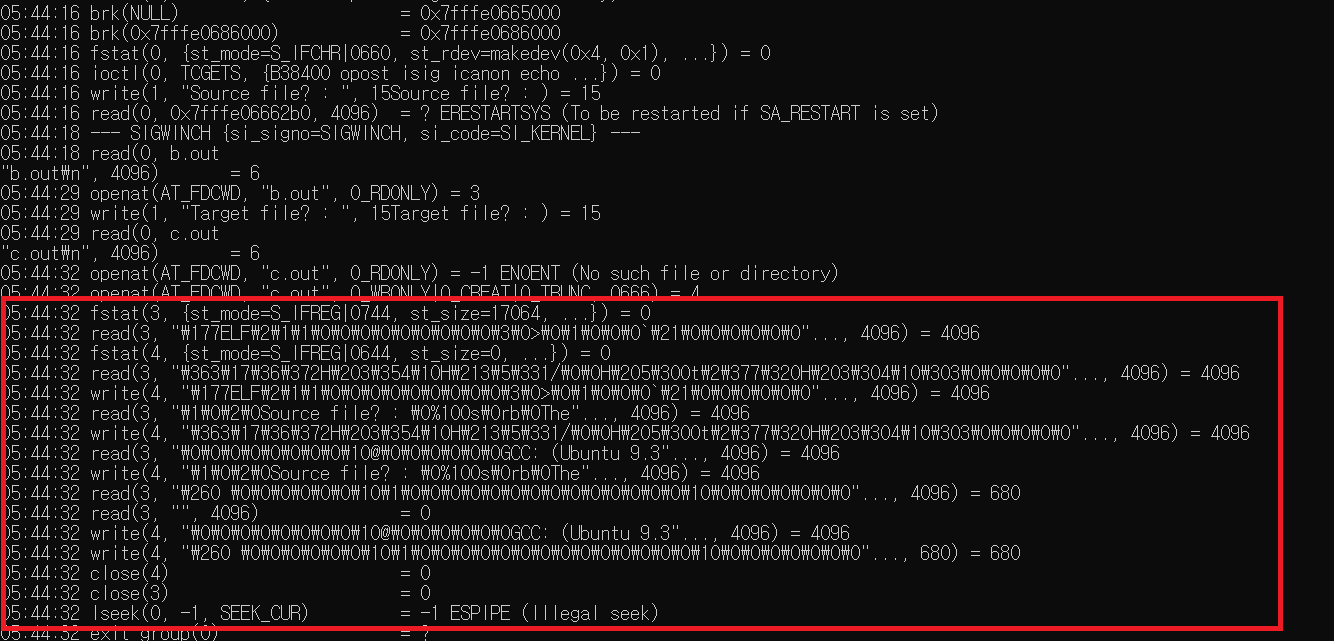 05:44:16 brk(NULL)                               = 0x7fffe0665000
05:44:16 brk(0x7fffe0686000)                     = 0x7fffe0686000
05:44:16 fstat(0, {st_mode=S_IFCHR|0660, st_rdev=makedev(0x4, 0x1), ...}) = 0
05:44:16 ioctl(0, TCGETS, {B38400 opost isig icanon echo ...}) = 0
05:44:16 write(1, "Source file? : ", 15Source file? : ) = 15
05:44:16 read(0, 0x7fffe06662b0, 4096)  = ? ERESTARTSYS (To be restarted if SA_RESTART is set)
05:44:18 --- SIGWINCH {si_signo=SIGWINCH, si_code=SI_KERNEL} ---
05:44:18 read(0, b.out
"b.out₩n", 4096)        = 6
05:44:29 openat(AT_FDCWD, "b.out", O_RDONLY) = 3
05:44:29 write(1, "Target file? : ", 15Target file? : ) = 15
05:44:29 read(0, c.out
"c.out₩n", 4096)        = 6
05:44:32 openat(AT_FDCWD, "c.out", O_RDONLY) = -1 ENOENT (No such file or directory)
05:44:32 openat(AT_FDCWD, "c.out", O_WRONLY|O_CREAT|O_TRUNC, 0666) = 4
05:44:32 fstat(3, {st_mode=S_IFREG|0744, st_size=17064, ...}) = 0
05:44:32 read(3, "₩177ELF₩2₩1₩1₩0₩0₩0₩0₩0₩0₩0₩0₩0₩3₩0>₩0₩1₩0₩0₩0`₩21₩0₩0₩0₩0₩0₩0"..., 4096) = 4096
05:44:32 fstat(4, {st_mode=S_IFREG|0644, st_size=0, ...}) = 0
05:44:32 read(3, "₩363₩17₩36₩372H₩203₩354₩10H₩213₩5₩331/₩0₩0H₩205₩300t₩2₩377₩320H₩203₩304₩10₩303₩0₩0₩0₩0₩0"..., 4096) = 4096
05:44:32 write(4, "₩177ELF₩2₩1₩1₩0₩0₩0₩0₩0₩0₩0₩0₩0₩3₩0>₩0₩1₩0₩0₩0`₩21₩0₩0₩0₩0₩0₩0"..., 4096) = 4096
05:44:32 read(3, "₩1₩0₩2₩0Source file? : ₩0%100s₩0rb₩0The"..., 4096) = 4096
05:44:32 write(4, "₩363₩17₩36₩372H₩203₩354₩10H₩213₩5₩331/₩0₩0H₩205₩300t₩2₩377₩320H₩203₩304₩10₩303₩0₩0₩0₩0₩0"..., 4096) = 4096
05:44:32 read(3, "₩0₩0₩0₩0₩0₩0₩0₩10@₩0₩0₩0₩0₩0₩0GCC: (Ubuntu 9.3"..., 4096) = 4096
05:44:32 write(4, "₩1₩0₩2₩0Source file? : ₩0%100s₩0rb₩0The"..., 4096) = 4096
05:44:32 read(3, "₩260 ₩0₩0₩0₩0₩0₩0₩10₩1₩0₩0₩0₩0₩0₩0₩0₩0₩0₩0₩0₩0₩0₩0₩10₩0₩0₩0₩0₩0₩0₩0"..., 4096) = 680
05:44:32 read(3, "", 4096)              = 0
05:44:32 write(4, "₩0₩0₩0₩0₩0₩0₩0₩10@₩0₩0₩0₩0₩0₩0GCC: (Ubuntu 9.3"..., 4096) = 4096
05:44:32 write(4, "₩260 ₩0₩0₩0₩0₩0₩0₩10₩1₩0₩0₩0₩0₩0₩0₩0₩0₩0₩0₩0₩0₩0₩0₩10₩0₩0₩0₩0₩0₩0₩0"..., 680) = 680
05:44:32 close(4)                       = 0
05:44:32 close(3)                       = 0
05:44:32 lseek(0, -1, SEEK_CUR)         = -1 ESPIPE (Illegal seek)
05:44:32 exit_group(0)                  = ?